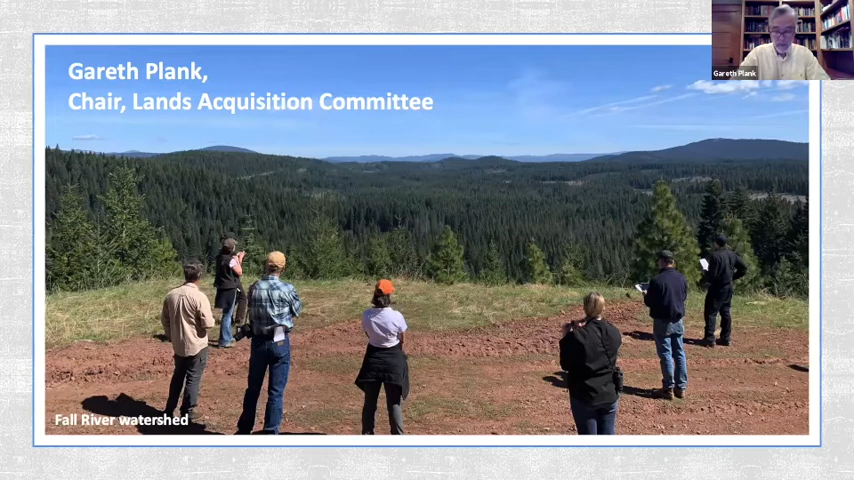 Gareth Plank,
Chair, Lands Acquisition Committee
Gareth Plank
Fall River watershed